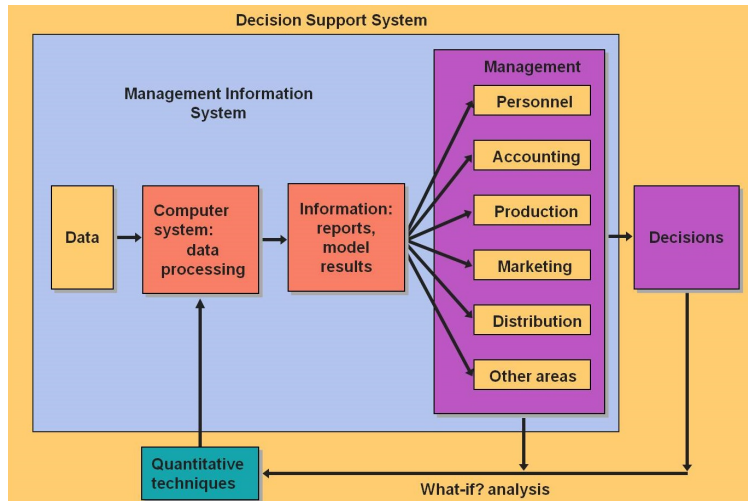 Decision Support System
Management Information
System
Management
Personnel
Accounting
Production
Marketing
Distribution
Other areas
Data
Computer
system:
data
processing
Information:
reports,
model
results
Decisions
Quantitative
techniques
What-if? analysis